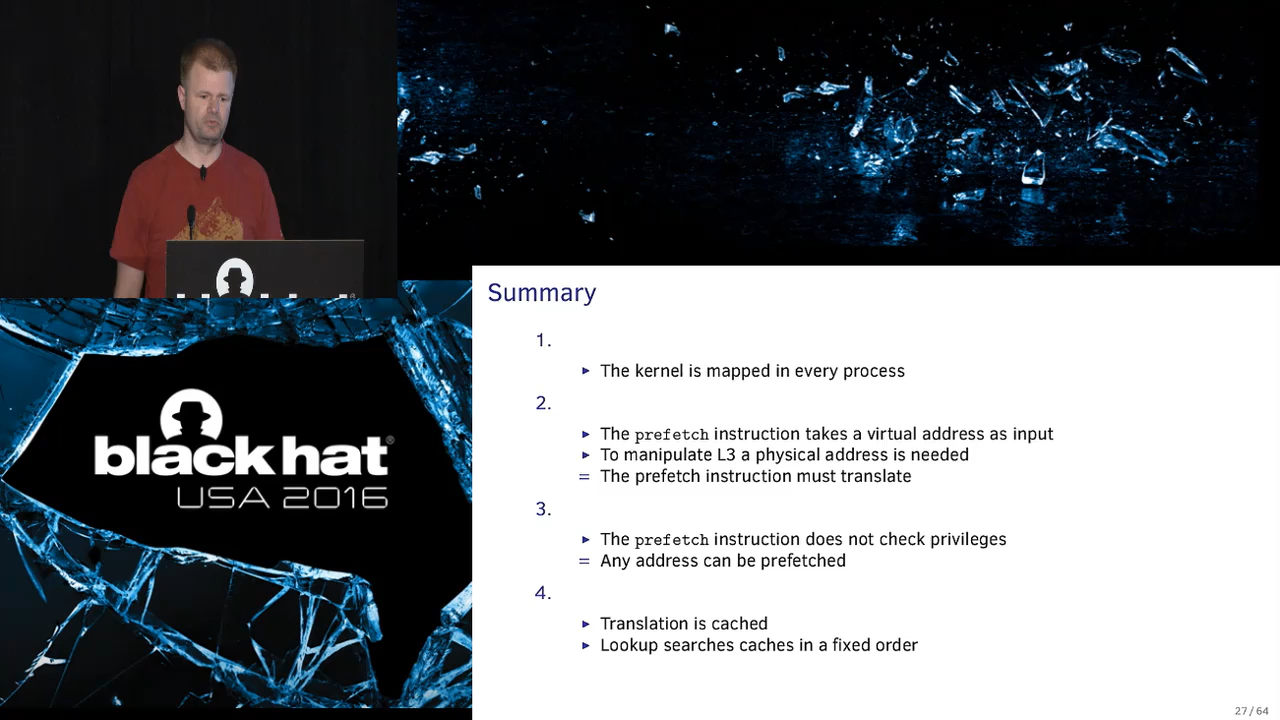 Summary
1.
▸ The kernel is mapped in every process
2.
▸ The prefetch instruction takes a virtual address as input
▸ To manipulate L3 a physical address is needed
= The prefetch instruction must translate
3.
▸ The prefetch instruction does not check privileges
= Any address can be prefetched
4.
▸ Translation is cached
▸ Lookup searches caches in a fixed order
black hat®
USA 2016
27 / 64